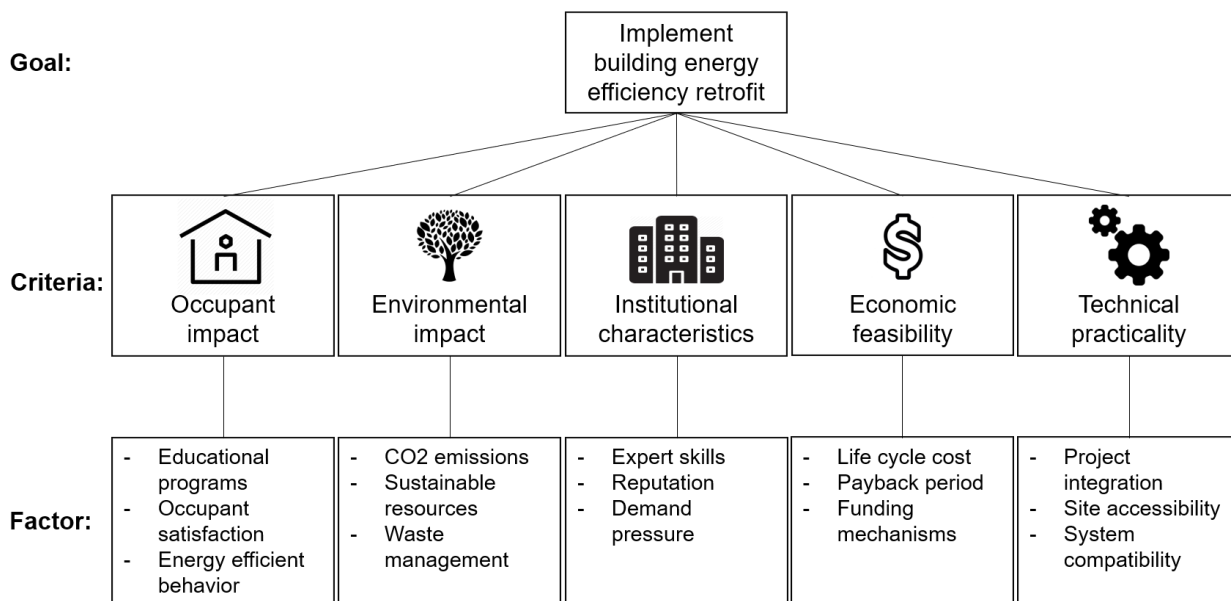 Goal:
Implement
building energy
efficiency retrofit
Criteria:
Occupant
impact
Environmental
impact
Institutional
characteristics
Economic
feasibility
Technical
practicality
Factor:
- Educational
programs
- Occupant
satisfaction
- Energy efficient
behavior
- CO2 emissions
- Sustainable
resources
- Waste
management
- Expert skills
- Reputation
- Demand
pressure
- Life cycle cost
- Payback period
- Funding
mechanisms
- Project
integration
- Site accessibility
- System
compatibility